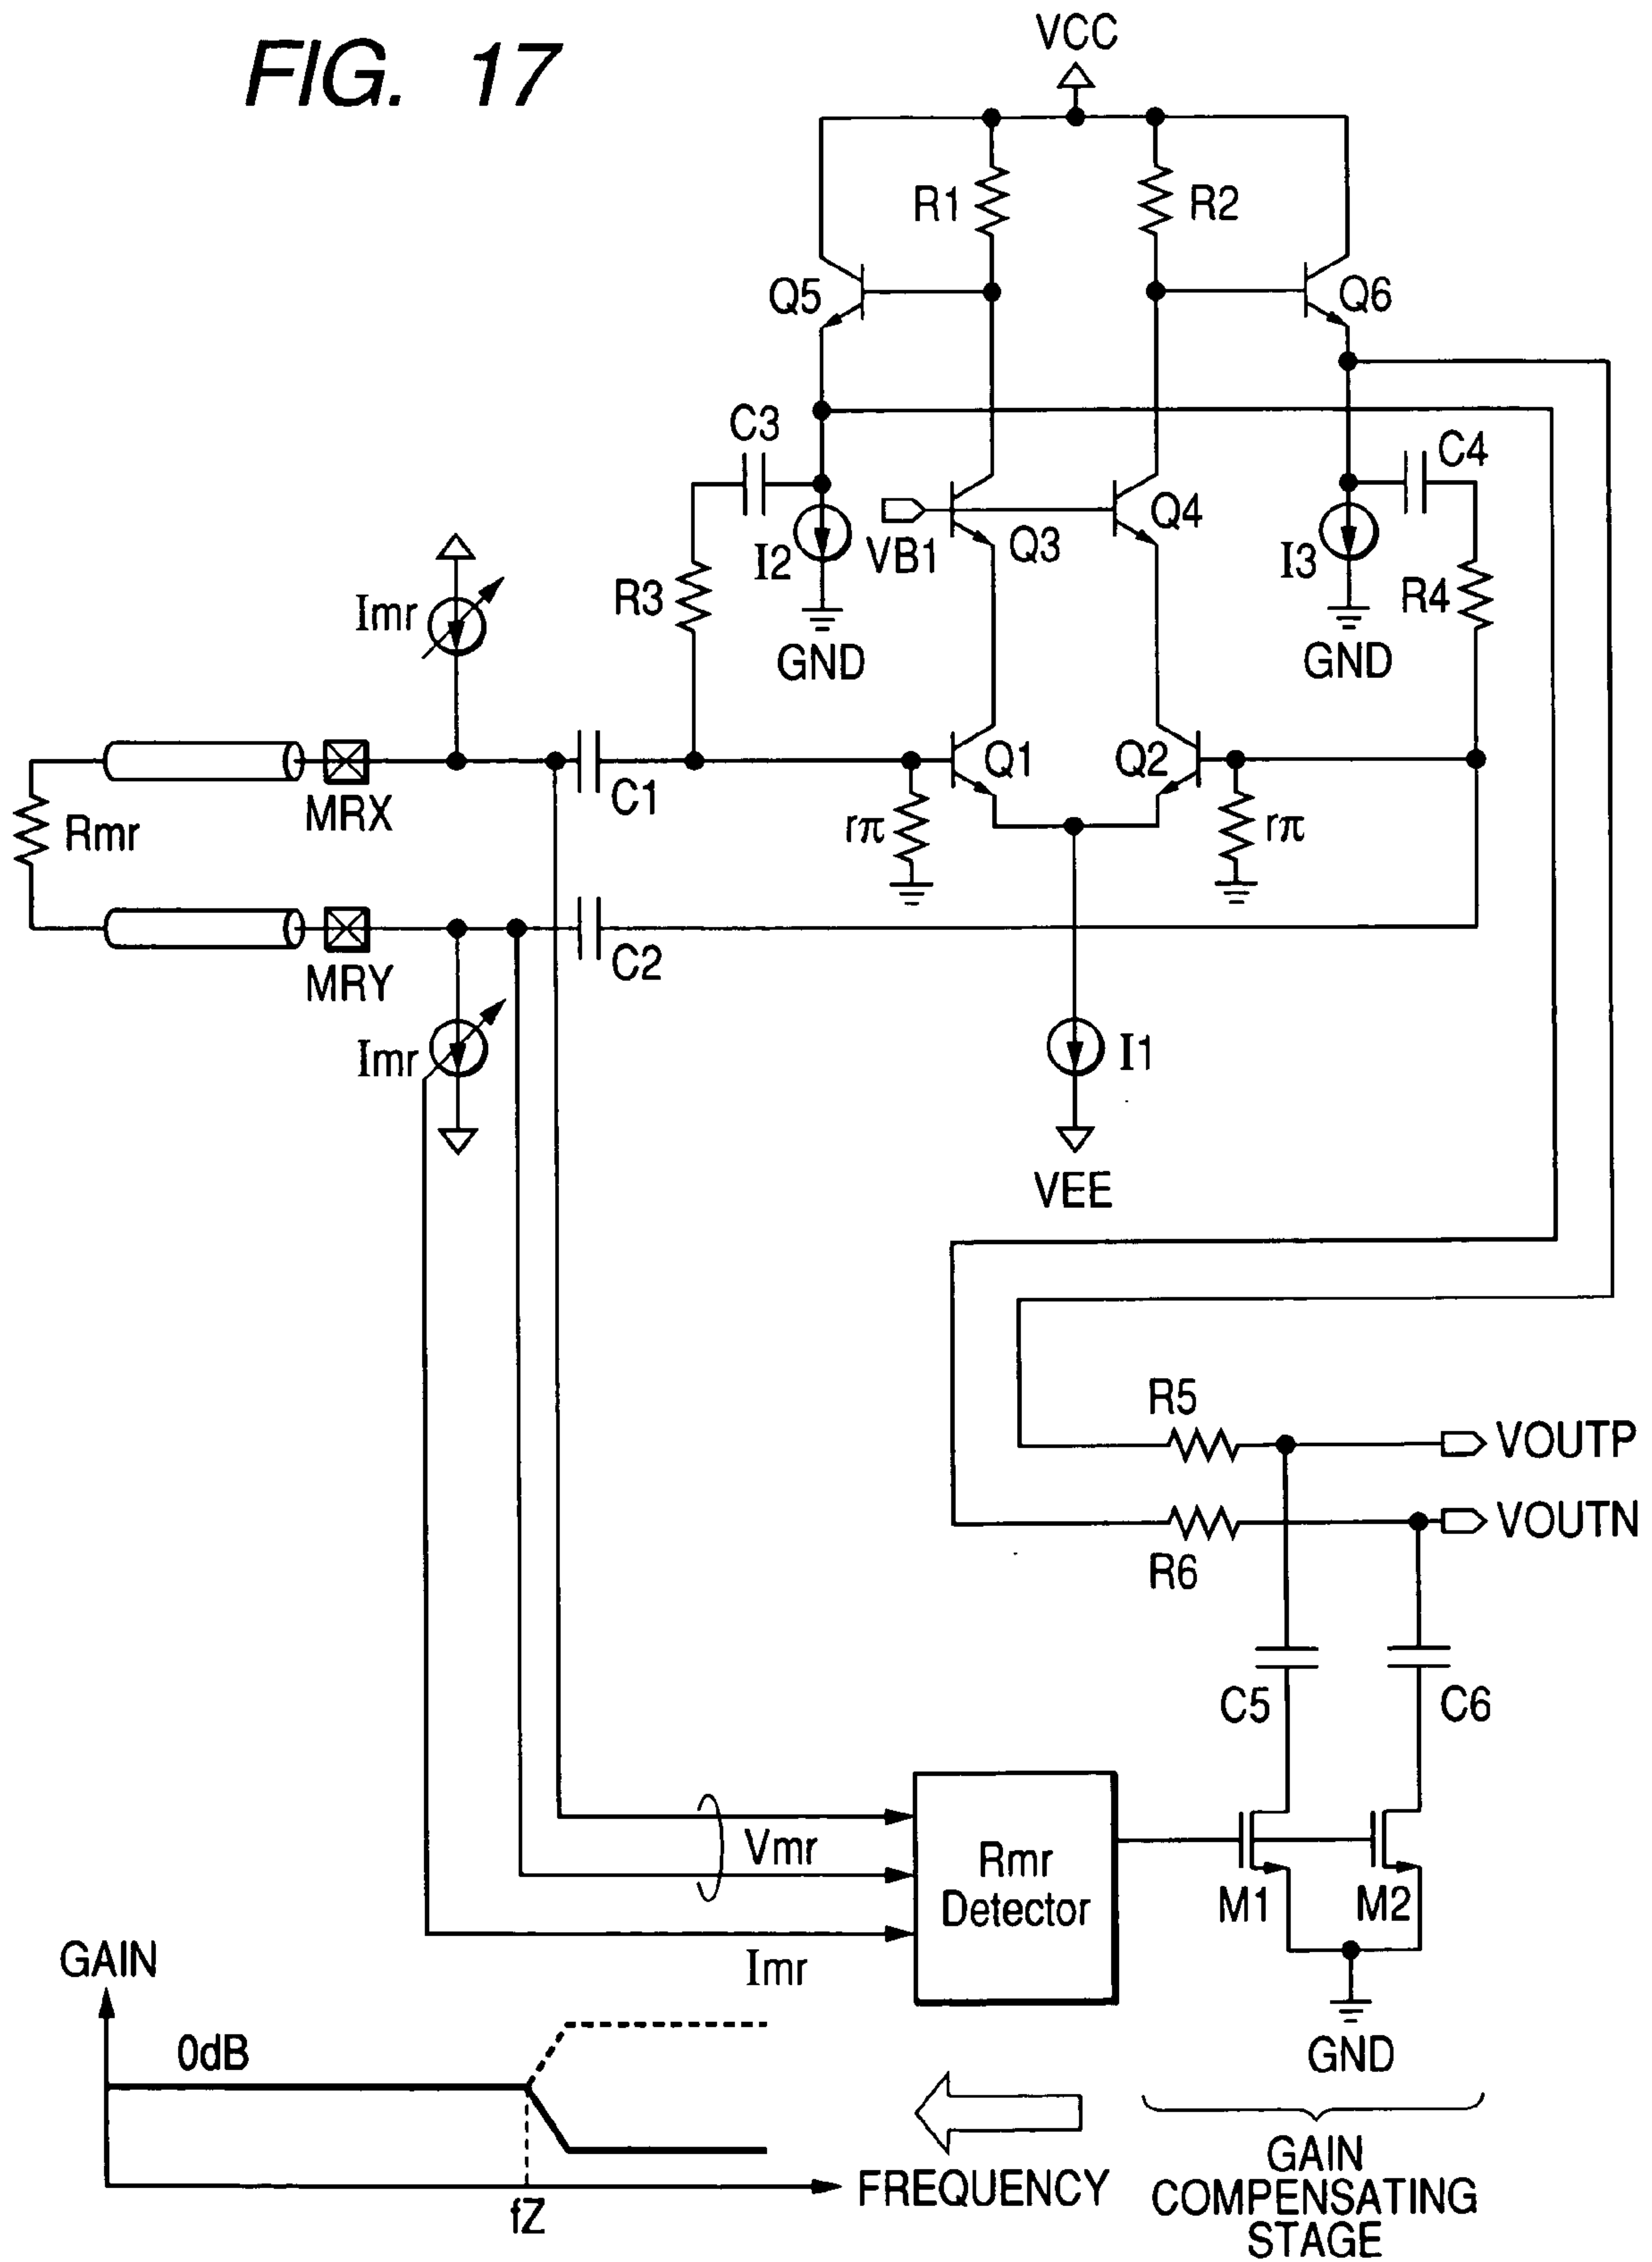 FIG. 17
VCC
R1
R2
Q5
Q6
C3
C4
I2
VB1
Q3
Q4
I3
R3
R4
GND
GND
Imr
MRX
C1
Q1
Q2
Rmr
rπ
rπ
MRY
C2
Imr
I1
VEE
R5
VOUTP
VOUTN
R6
C5
C6
Vmr
Rmr
Detector
M1
M2
Imr
GND
GAIN
0dB
FREQUENCY
fZ
GAIN
COMPENSATING
STAGE